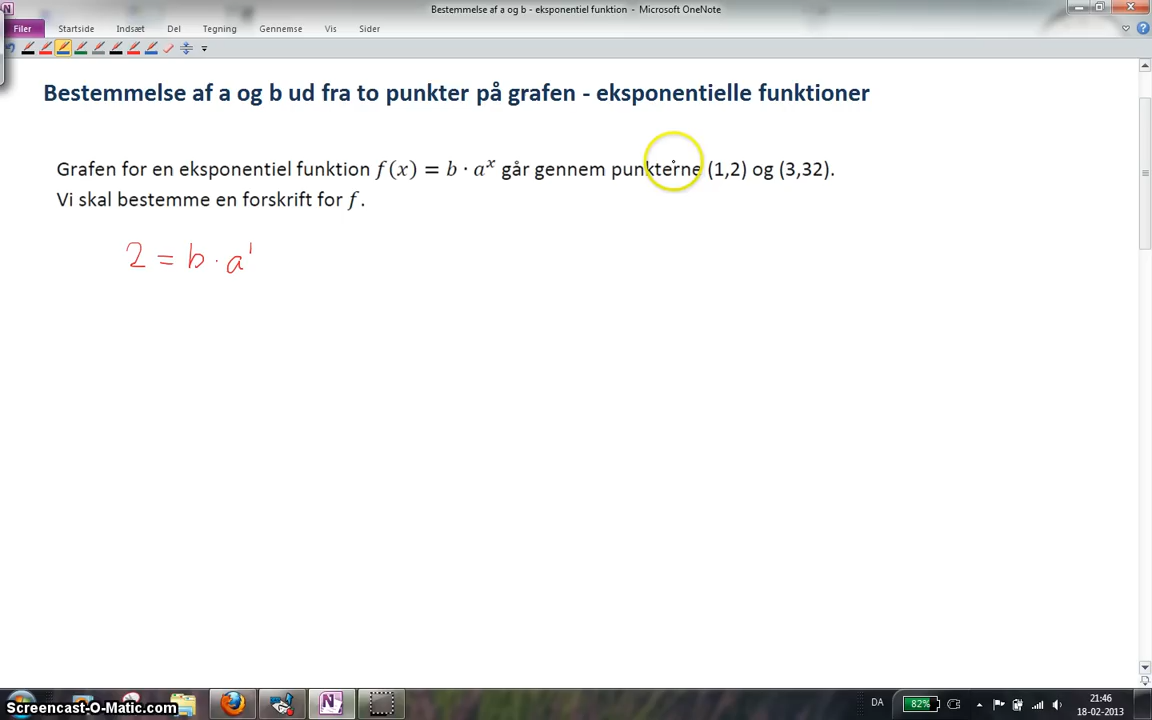 Bestemmelse af a og b - eksponentiel funktion - Microsoft OneNote
Filer Startside Indsæt Del Tegning Gennemse Vis Sider
Bestemmelse af a og b ud fra to punkter på grafen - eksponentielle funktioner
Grafen for en eksponentiel funktion f(x) = b · aˣ går gennem punkterne (1,2) og (3,32).
Vi skal bestemme en forskrift for f.
2 = b · a¹
Screencast-O-Matic.com
DA 82% 21:46
18-02-2013